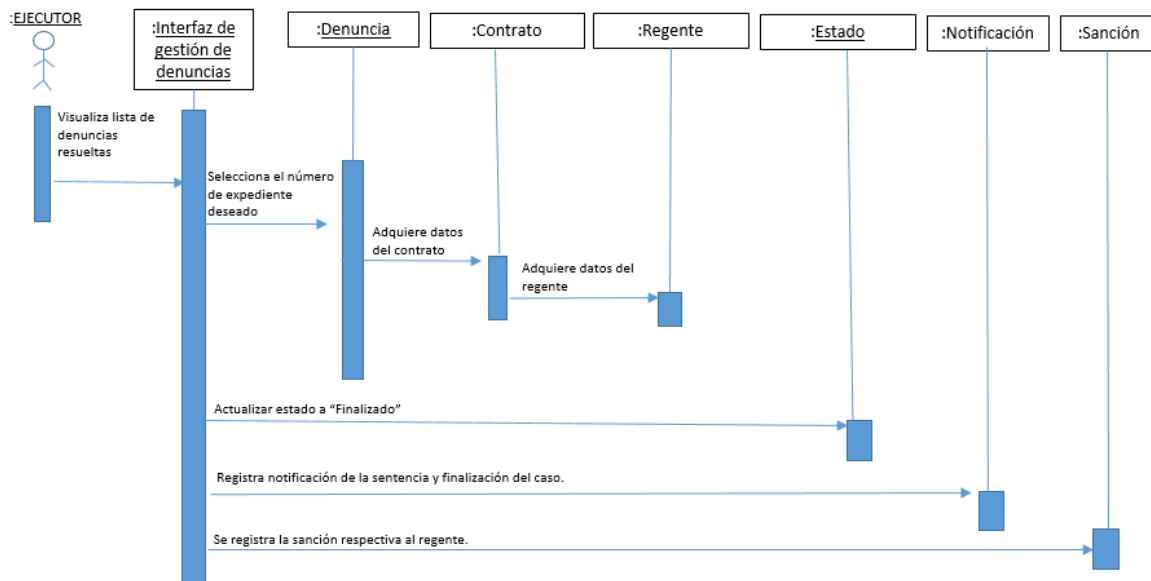 :EJECUTOR
:Interfaz de
gestión de
denuncias
:Denuncia
:Contrato
:Regente
:Estado
:Notificación
:Sanción
Visualiza lista de
denuncias
resueltas
Selecciona el número
de expediente
deseado
Adquiere datos
del contrato
Adquiere datos del
regente
Actualizar estado a “Finalizado”
Registra notificación de la sentencia y finalización del caso.
Se registra la sanción respectiva al regente.